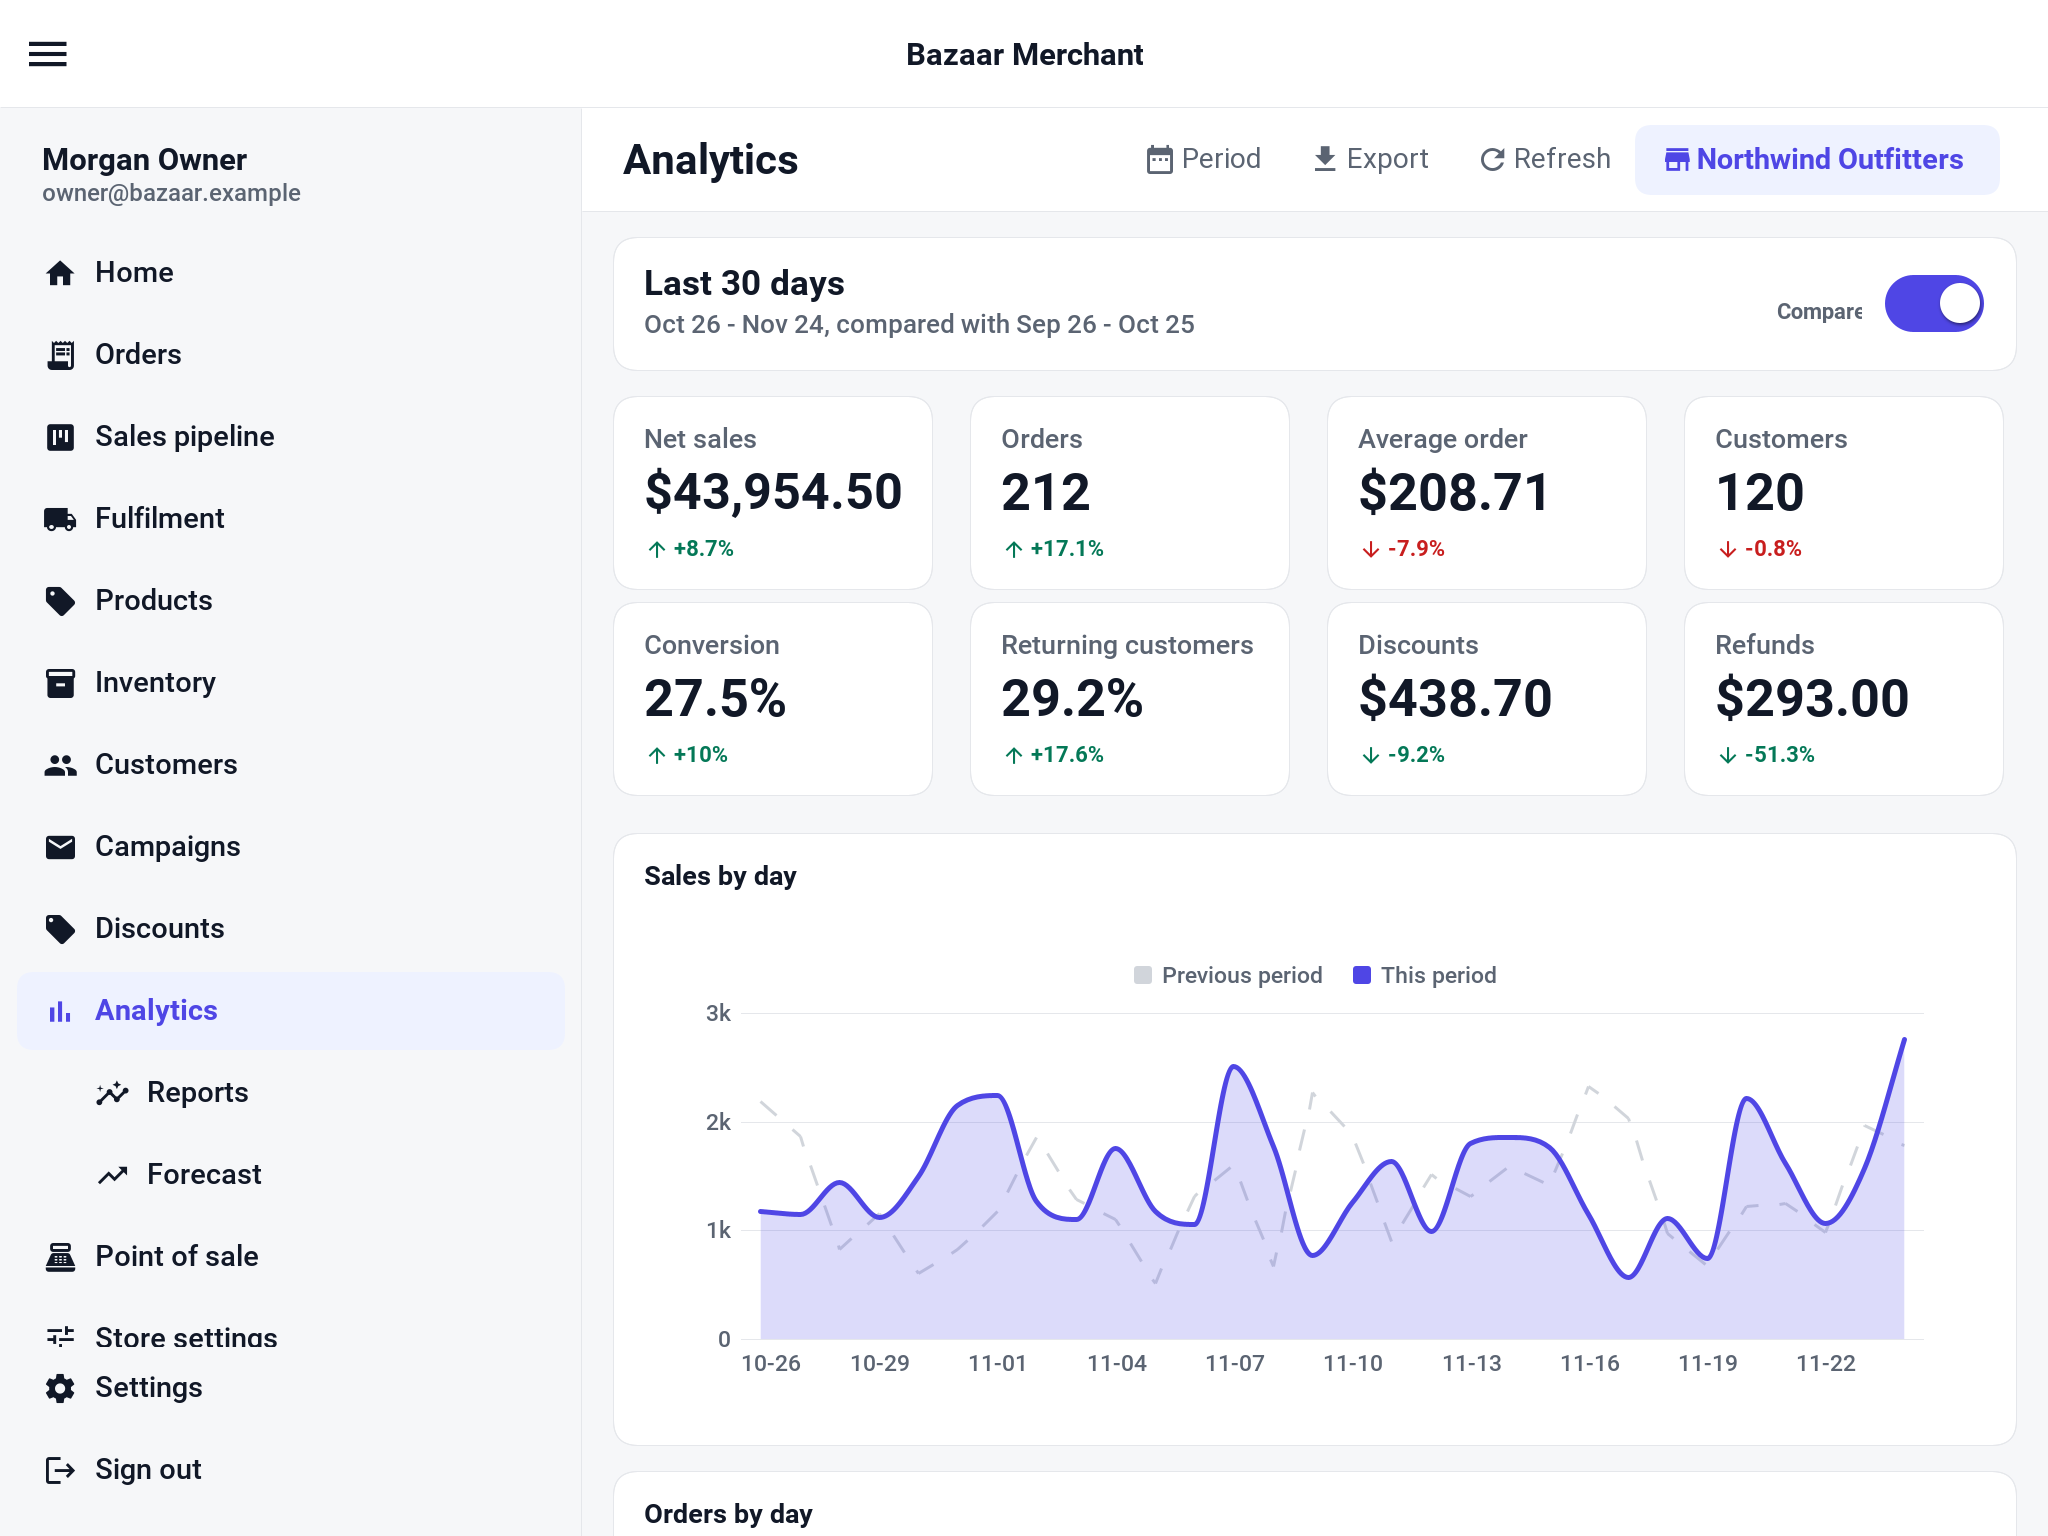 Bazaar Merchant
Morgan Owner
owner@bazaar.example
Home
Orders
Sales pipeline
Fulfilment
Products
Inventory
Customers
Campaigns
Discounts
Analytics
Reports
Forecast
Point of sale
Store settings
Settings
Sign out
Analytics
Period
Export
Refresh
Northwind Outfitters
Last 30 days
Oct 26 - Nov 24, compared with Sep 26 - Oct 25
Compare
Net sales
$43,954.50
+8.7%
Orders
212
+17.1%
Average order
$208.71
-7.9%
Customers
120
-0.8%
Conversion
27.5%
+10%
Returning customers
29.2%
+17.6%
Discounts
$438.70
-9.2%
Refunds
$293.00
-51.3%
Sales by day
Previous period
This period
3k
2k
1k
0
10-26
10-29
11-01
11-04
11-07
11-10
11-13
11-16
11-19
11-22
Orders by day